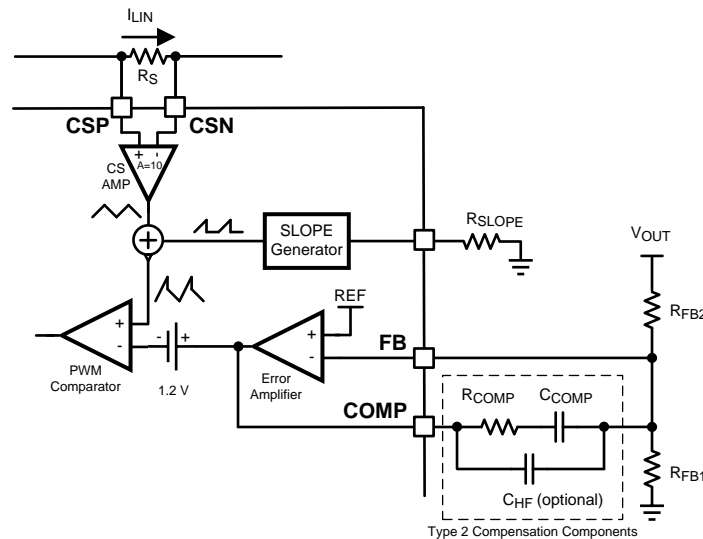 ILIN
RS
CSP
CSN
+ -
A=10
CS
AMP
+
SLOPE
Generator
RSLOPE
VOUT
RFB2
REF
+
-
FB
+
-
- +
PWM
Comparator
1.2 V
Error
Amplifier
COMP
RCOMP
CCOMP
CHF (optional)
RFB1
Type 2 Compensation Components